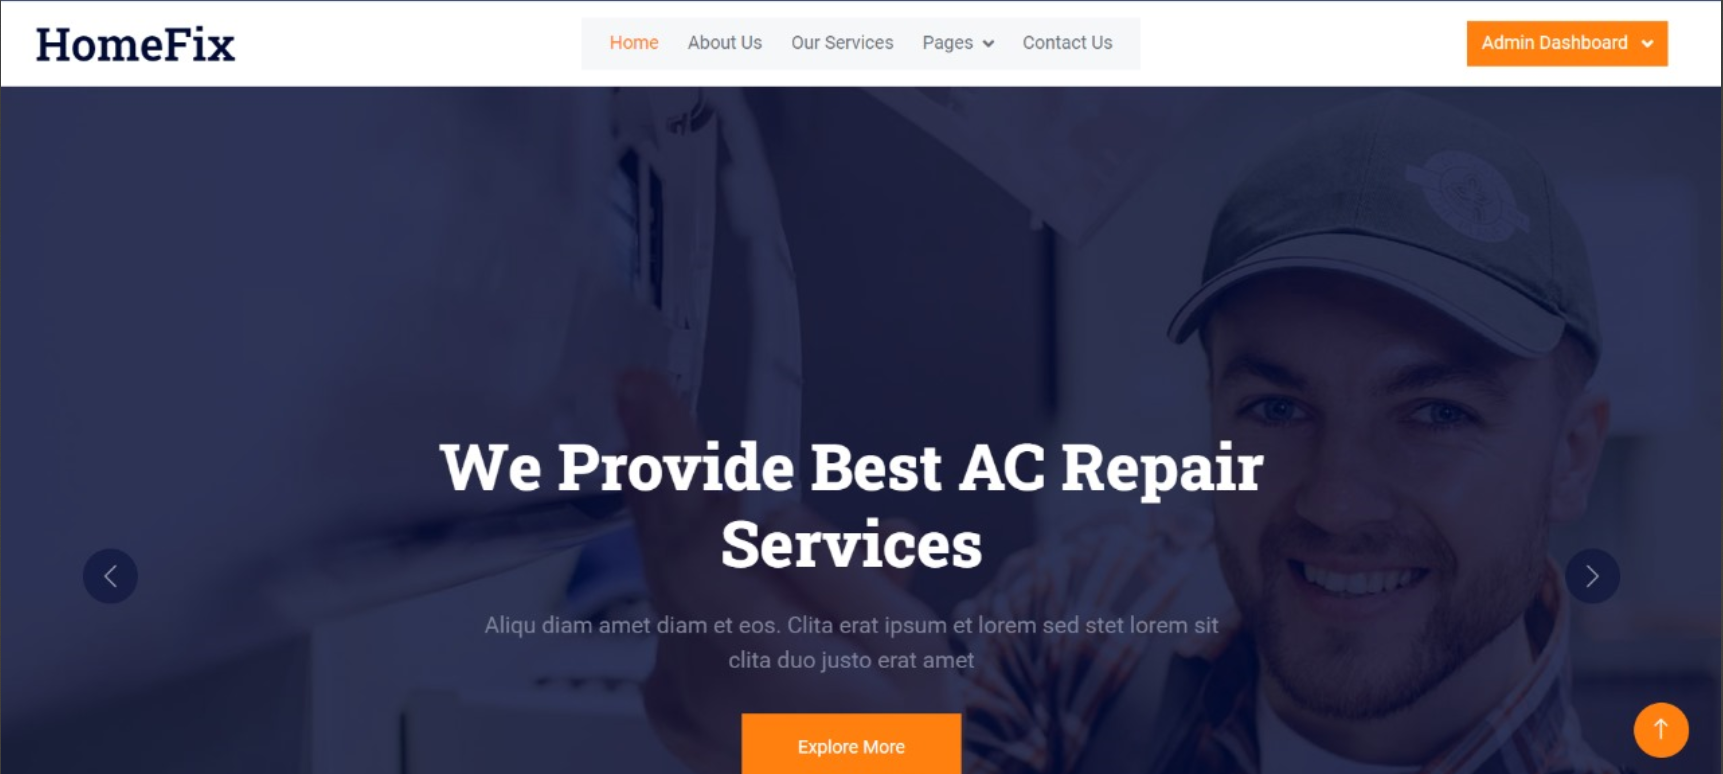 HomeFix
Home About Us Our Services Pages Contact Us
Admin Dashboard
We Provide Best AC Repair
Services
Aliqu diam amet diam et eos. Clita erat ipsum et lorem sed stet lorem sit
clita duo justo erat amet
Explore More